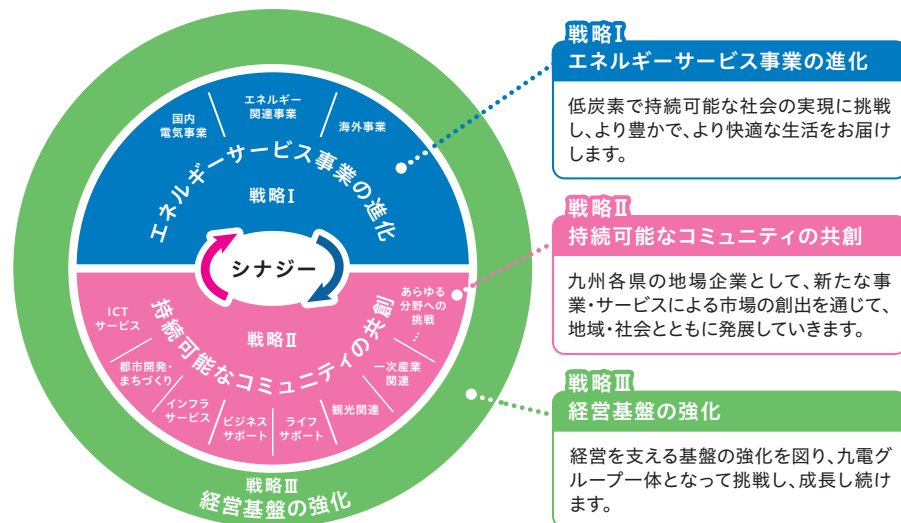 国内
電気事業
エネルギー
関連事業
海外事業
エネルギーサービス事業の進化
戦略Ⅰ
シナジー
戦略Ⅱ
持続可能なコミュニティの共創
ICT
サービス
都市開発・
まちづくり
インフラ
サービス
ビジネス
サポート
ライフ
サポート
観光関連
一次産業
関連
あらゆる
分野への
挑戦
…
戦略Ⅲ
経営基盤の強化
戦略Ⅰ
エネルギーサービス事業の進化
低炭素で持続可能な社会の実現に挑戦
し、より豊かで、より快適な生活をお届け
します。
戦略Ⅱ
持続可能なコミュニティの共創
九州各県の地場企業として、新たな事
業・サービスによる市場の創出を通じて、
地域・社会とともに発展していきます。
戦略Ⅲ
経営基盤の強化
経営を支える基盤の強化を図り、九電グ
ループ一体となって挑戦し、成長し続け
ます。